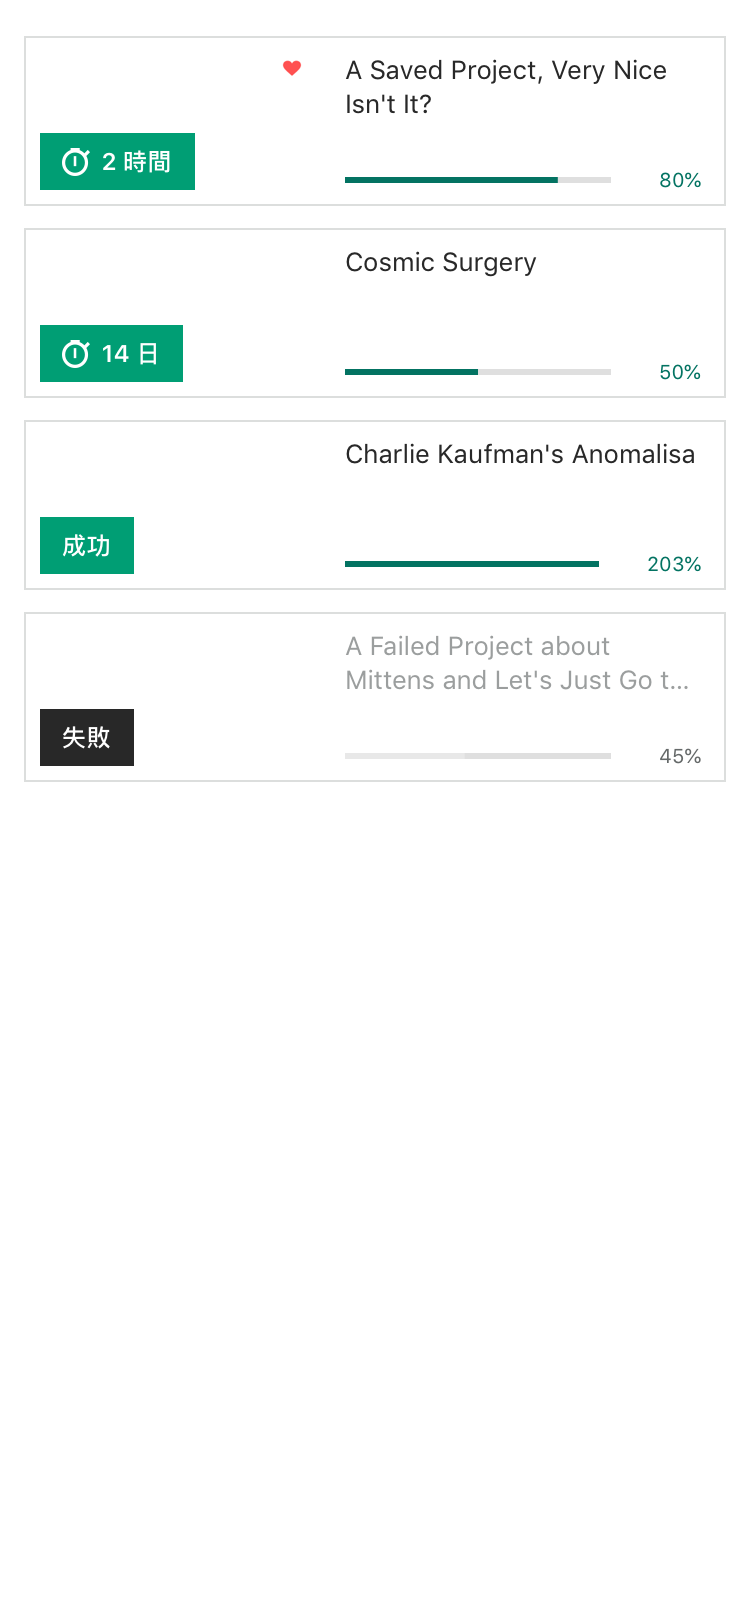 A Saved Project, Very Nice
Isn't It?
2 時間
80%
Cosmic Surgery
14 日
50%
Charlie Kaufman's Anomalisa
成功
203%
A Failed Project about
Mittens and Let's Just Go t...
失敗
45%